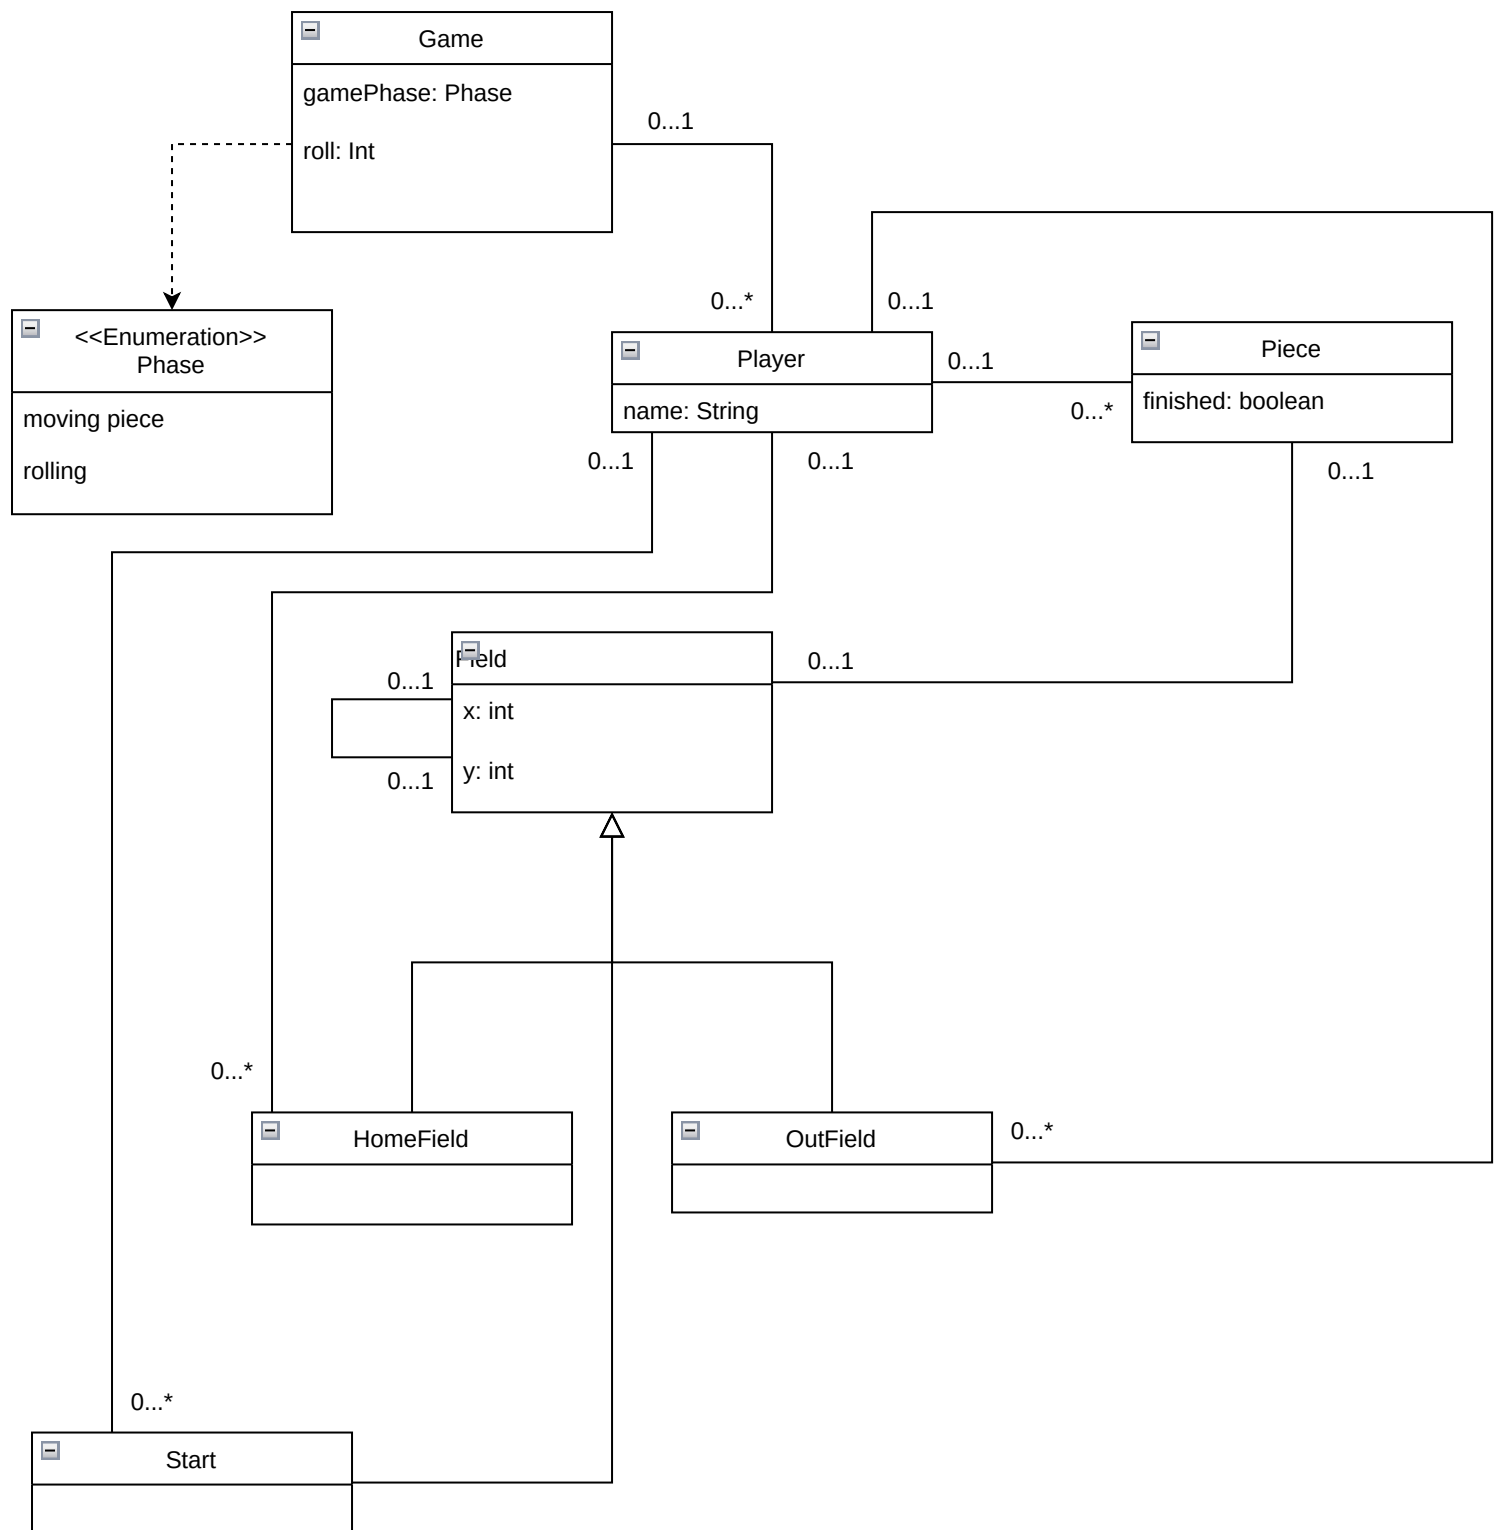 Game
gamePhase: Phase
roll: Int
0...1
0...*
0...1
<<Enumeration>>
Phase
moving piece
rolling
Player
name: String
0...1
0...*
Piece
finished: boolean
0...1
0...1
0...1
Field
x: int
y: int
0...1
0...1
0...1
0...*
HomeField
OutField
0...*
0...*
Start